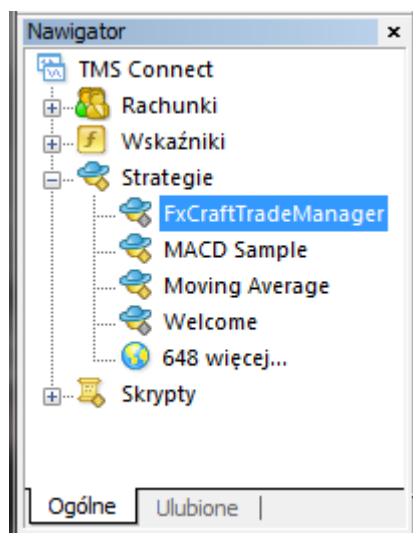 Nawigator
TMS Connect
Rachunki
Wskaźniki
Strategie
FxCraftTradeManager
MACD Sample
Moving Average
Welcome
648 więcej...
Skrypty
Ogólne Ulubione